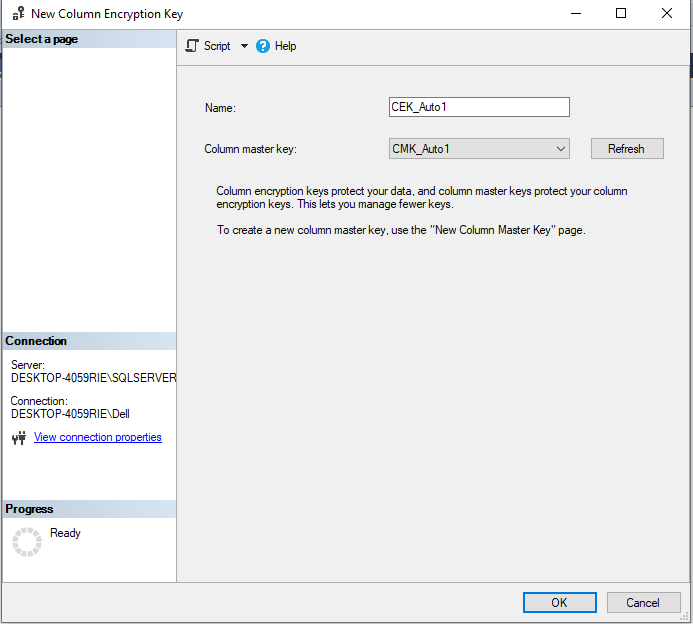 New Column Encryption Key
Select a page
Script
Help
Name:
CEK_Auto1
Column master key:
CMK_Auto1
Refresh
Column encryption keys protect your data, and column master keys protect your column
encryption keys. This lets you manage fewer keys.
To create a new column master key, use the "New Column Master Key" page.
Connection
Server:
DESKTOP-4059RIE\SQLSERVER
Connection:
DESKTOP-4059RIE\Dell
View connection properties
Progress
Ready
OK
Cancel